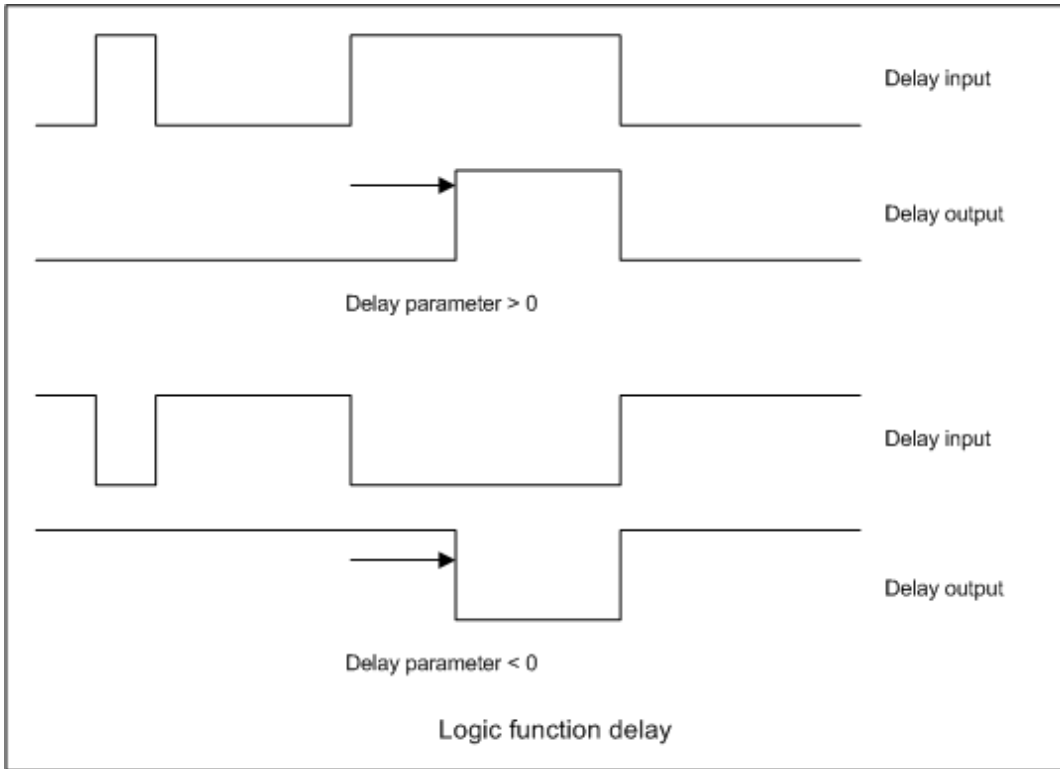 Delay input
Delay output
Delay parameter > 0
Delay input
Delay output
Delay parameter < 0
Logic function delay